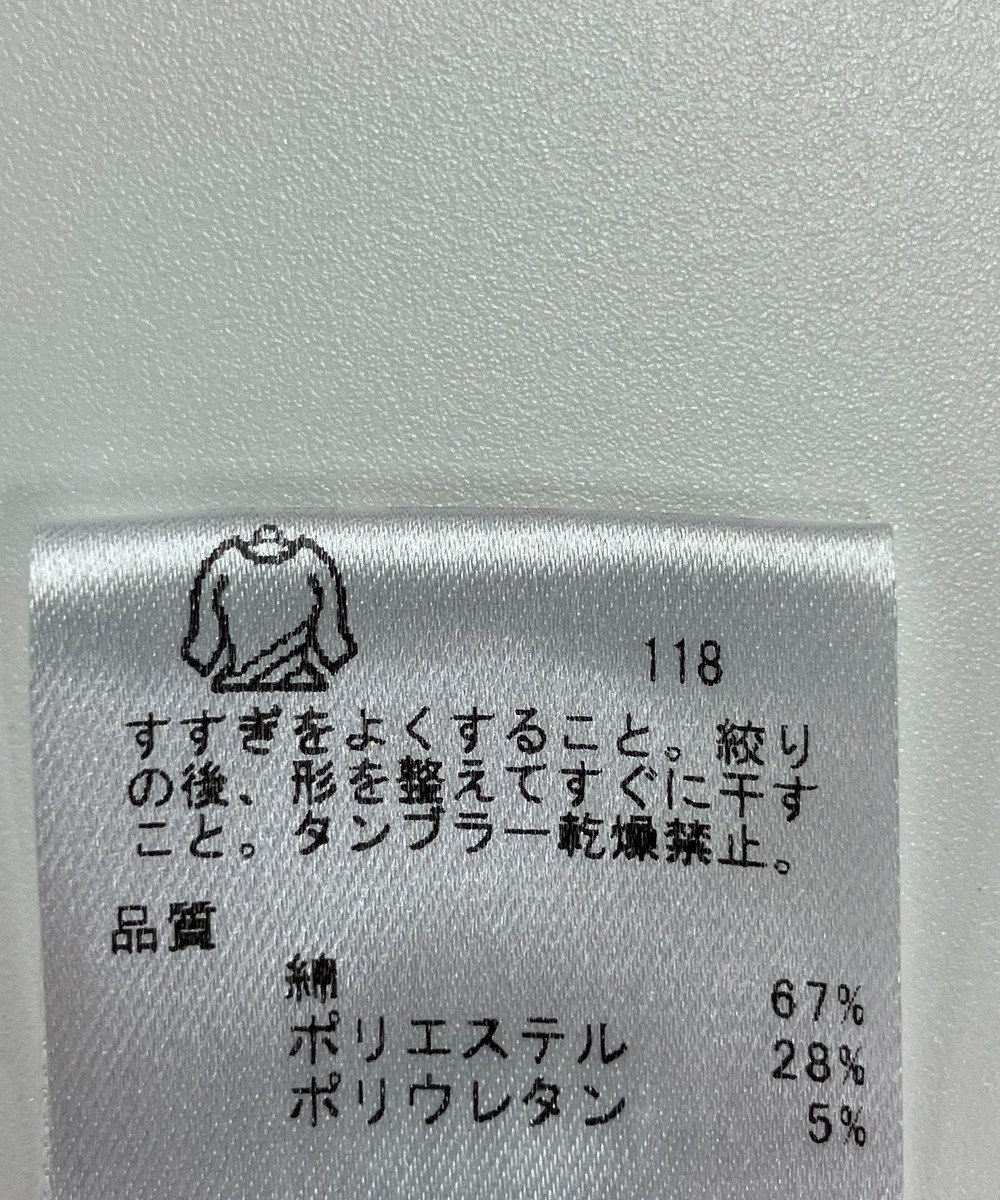 118
すすぎをよくすること。絞り
の後、形を整えてすぐに干す
こと。タンブラー乾燥禁止。
品質
綿 67%
ポリエステル 28%
ポリウレタン 5%